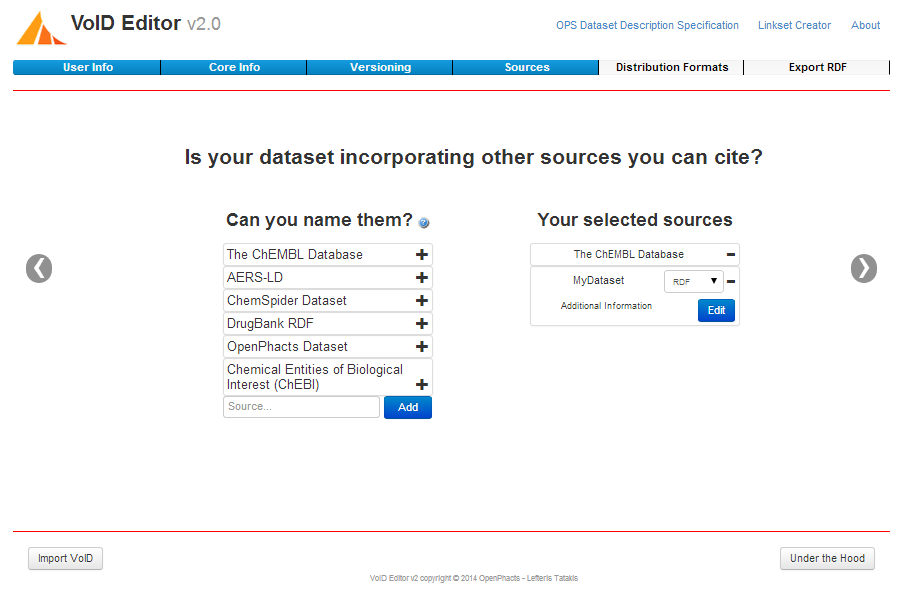 VoID Editor v2.0
OPS Dataset Description Specification Linkset Creator About
User Info Core Info Versioning Sources Distribution Formats Export RDF
Is your dataset incorporating other sources you can cite?
Can you name them? ?
The ChEMBL Database
AERS-LD
ChemSpider Dataset
DrugBank RDF
OpenPhacts Dataset
Chemical Entities of Biological
Interest (ChEBI)
Source... Add
Your selected sources
The ChEMBL Database
MyDataset RDF
Additional Information Edit
Import VoID
Under the Hood
VoID Editor v2 copyright © 2014 OpenPhacts - Lefteris Tatakis